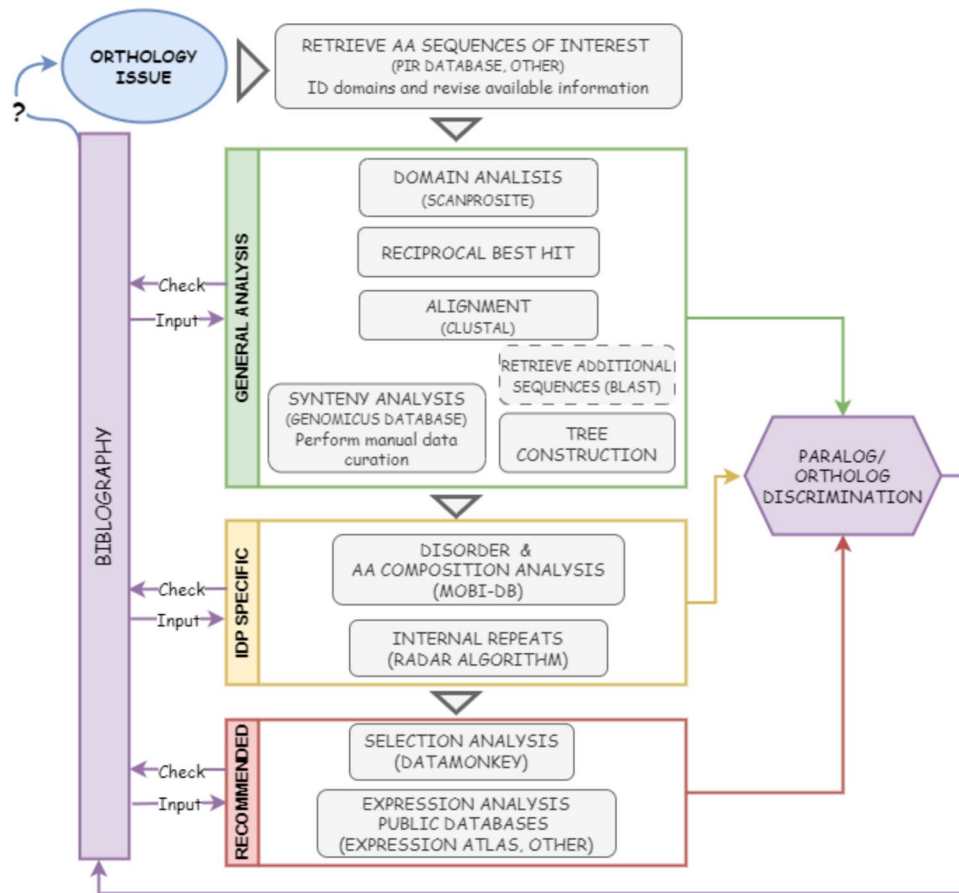 ORTHOLOGY
ISSUE
RETRIEVE AA SEQUENCES OF INTEREST
(PIR DATABASE, OTHER)
ID domains and revise available information
?
BIBLOGRAPHY
GENERAL ANALYSIS
DOMAIN ANALISIS
(SCANPROSITE)
RECIPROCAL BEST HIT
Check
Input
ALIGNMENT
(CLUSTAL)
RETRIEVE ADDITIONAL
SEQUENCES (BLAST)
SYNTENY ANALYSIS
(GENOMICUS DATABASE)
Perform manual data
curation
TREE
CONSTRUCTION
PARALOG/
ORTHOLOG
DISCRIMINATION
IDP SPECIFIC
DISORDER &
AA COMPOSITION ANALYSIS
(MOBI-DB)
Check
Input
INTERNAL REPEATS
(RADAR ALGORITHM)
RECOMMENDED
SELECTION ANALYSIS
(DATAMONKEY)
Check
Input
EXPRESSION ANALYSIS
PUBLIC DATABASES
(EXPRESSION ATLAS, OTHER)